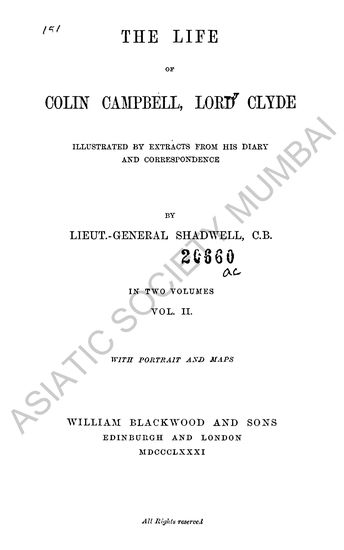 151
THE LIFE
OF
COLIN CAMPBELL, LORD CLYDE
ILLUSTRATED BY EXTRACTS FROM HIS DIARY
AND CORRESPONDENCE
BY
LIEUT.-GENERAL SHADWELL, C.B.
20660
ac
IN TWO VOLUMES
VOL. II.
WITH PORTRAIT AND MAPS
WILLIAM BLACKWOOD AND SONS
EDINBURGH AND LONDON
MDCCCLXXXI
All Rights reserved
ASIATIC SOCIETY MUMBAI